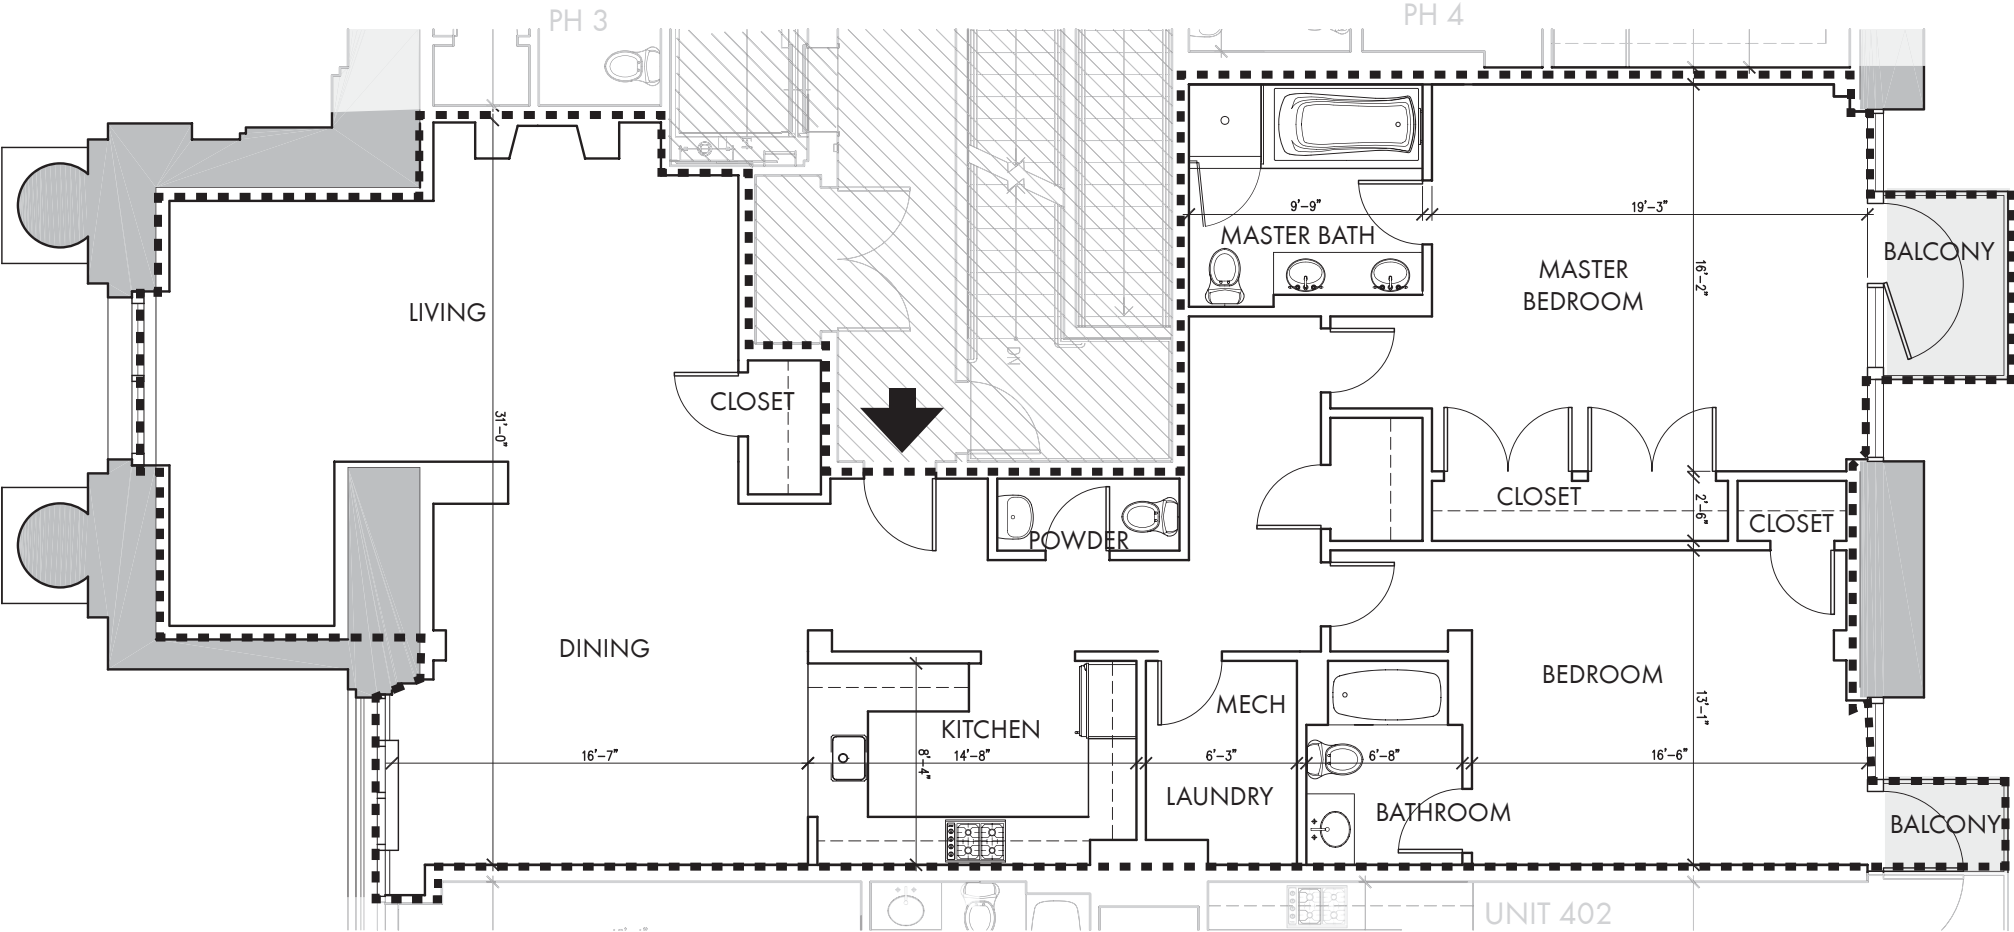 PH 3
PH 4
9'-9"
19'-3"
MASTER BATH
BALCONY
MASTER
BEDROOM
16'-2"
LIVING
DN
CLOSET
31'-0"
CLOSET
2'-6"
CLOSET
POWDER
DINING
BEDROOM
MECH
13'-1"
KITCHEN
16'-7"
8'-4"
14'-8"
6'-3"
6'-8"
16'-6"
LAUNDRY
BATHROOM
BALCONY
UNIT 402